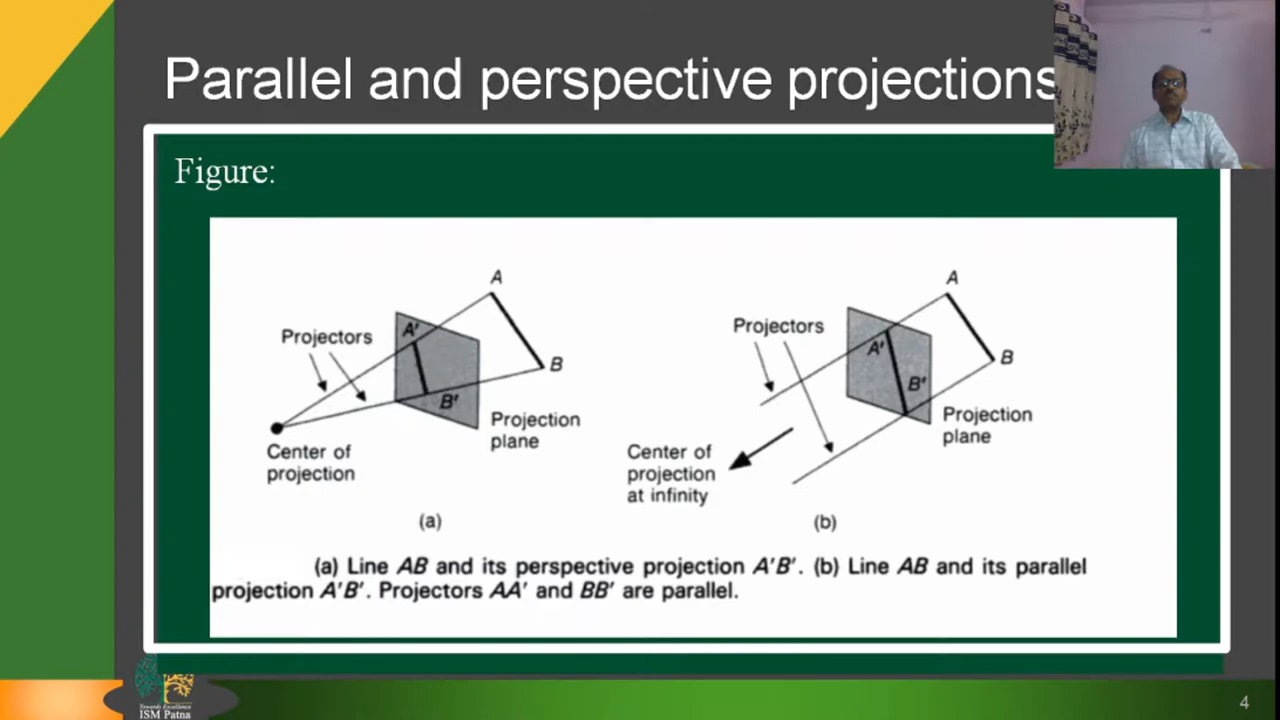 Parallel and perspective projections
Figure:
A
Projectors
A'
B
B'
Projection
plane
Center of
projection
(a)
A
Projectors
A'
B
B'
Projection
plane
Center of
projection
at infinity
(b)
(a) Line AB and its perspective projection A'B'. (b) Line AB and its parallel
projection A'B'. Projectors AA' and BB' are parallel.
Towards Excellence
ISM Patna
4